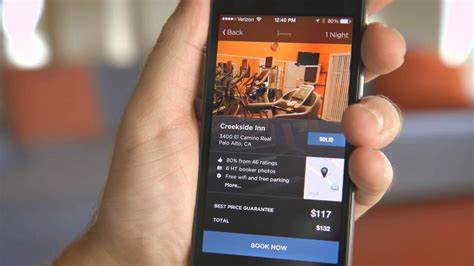 Verizon 12:40 PM 80%
Back 1 Night
Creekside Inn
3400 El Camino Real
Palo Alto, CA
SOLID
80% from 46 ratings
6 HT booker photos
Free wifi and free parking
More...
BEST PRICE GUARANTEE $117
TOTAL $132
BOOK NOW